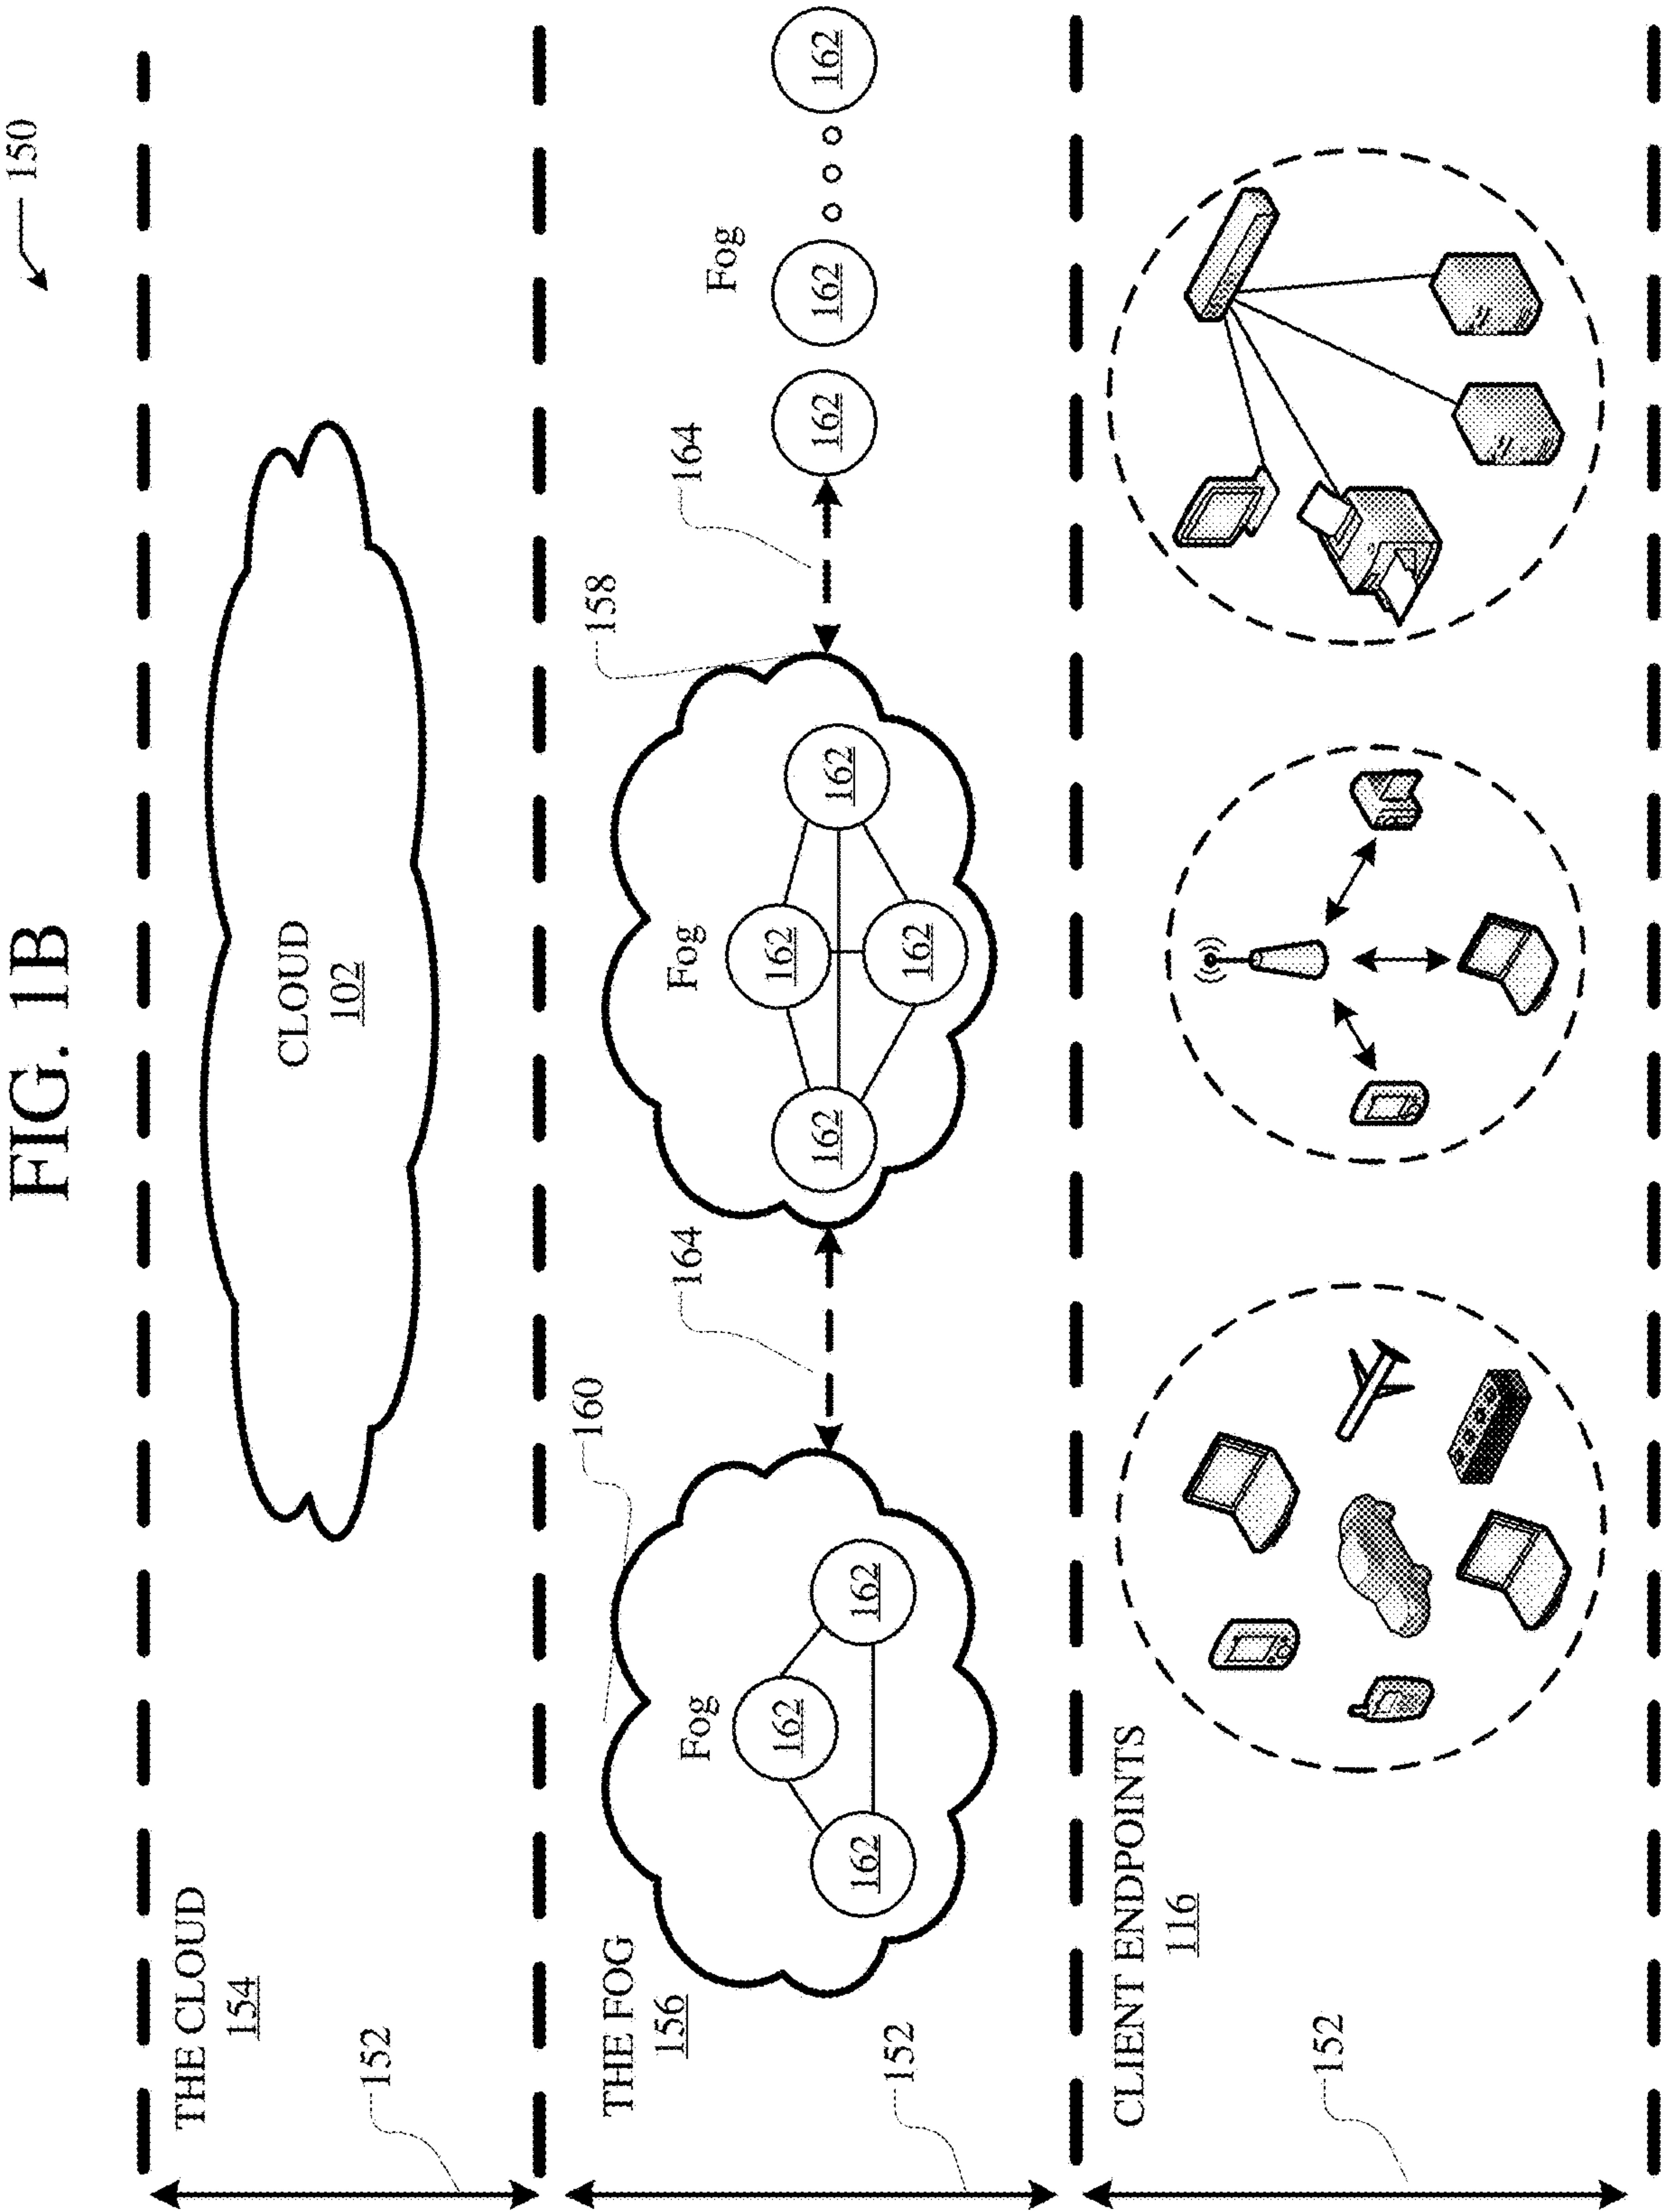 FIG. 1B
150
THE CLOUD
154
CLOUD
102
152
THE FOG
156
160
158
164
164
Fog
Fog
Fog
162
162
162
162
162
162
162
162
162
162
152
CLIENT ENDPOINTS
116
152